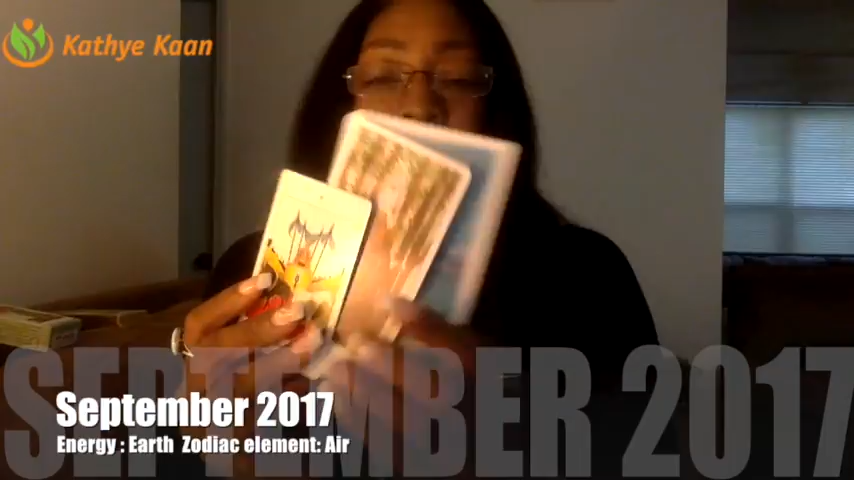 Kathye Kaan
SEPTEMBER 2017
September 2017
Energy : Earth Zodiac element: Air